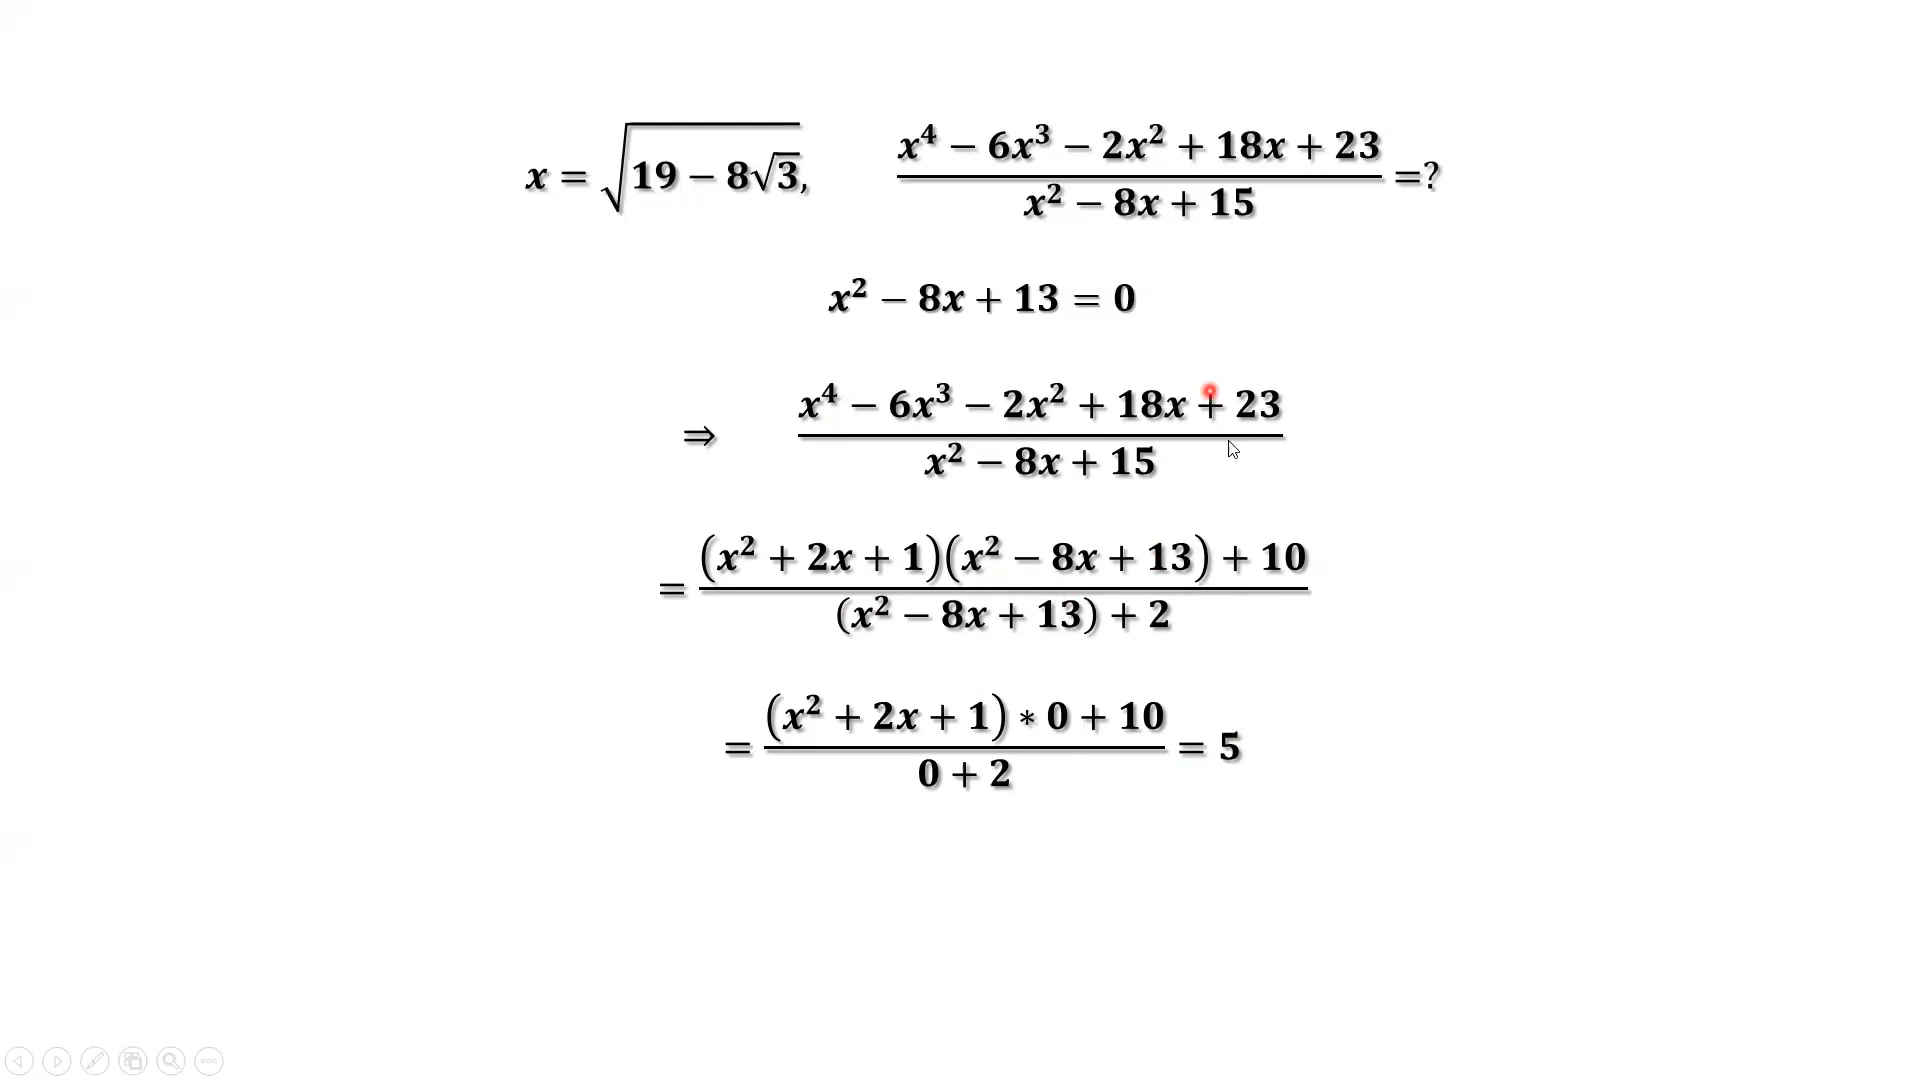 x = √(19 − 8√3), (x⁴ − 6x³ − 2x² + 18x + 23)/(x² − 8x + 15) =?
x² − 8x + 13 = 0
⇒ (x⁴ − 6x³ − 2x² + 18x + 23)/(x² − 8x + 15)
= ((x² + 2x + 1)(x² − 8x + 13) + 10)/((x² − 8x + 13) + 2)
= ((x² + 2x + 1) * 0 + 10)/(0 + 2) = 5